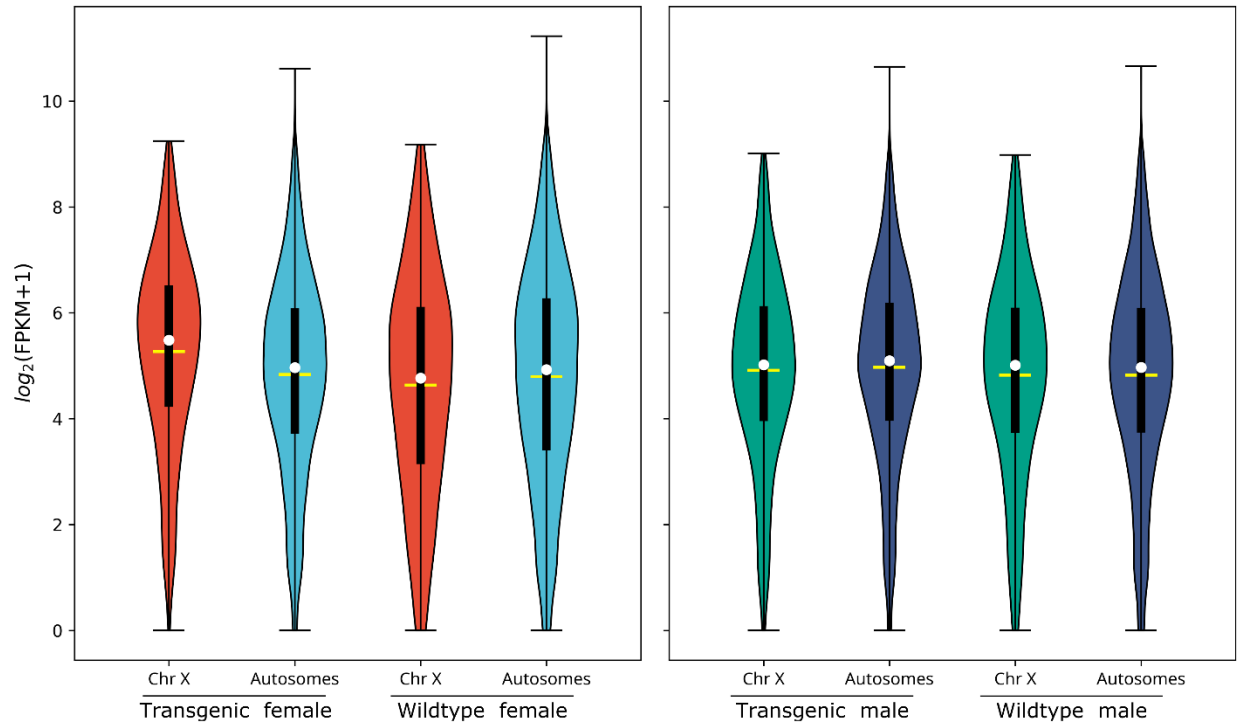 log2(FPKM+1)
10
8
6
4
2
0
Chr X Autosomes Chr X Autosomes Chr X Autosomes Chr X Autosomes
Transgenic female Wildtype female Transgenic male Wildtype male